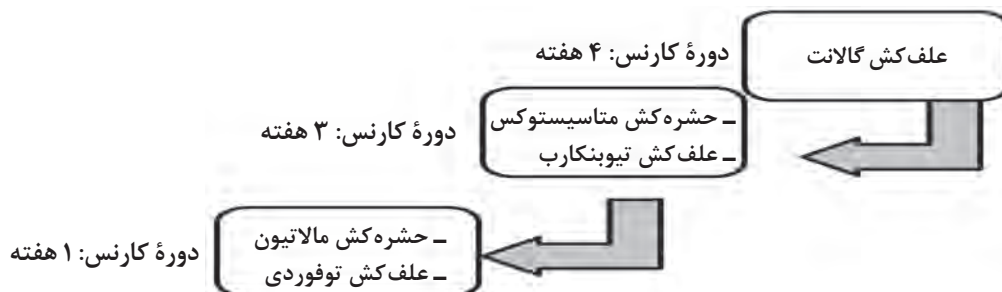 علف‌کش گالانت
دورهٔ کارنس: ۴ هفته
ـ حشره‌کش متاسیستوکس
ـ علف‌کش تیوبنکارب
دورهٔ کارنس: ۳ هفته
ـ حشره‌کش مالاتیون
ـ علف‌کش توفوردی
دورهٔ کارنس: ۱ هفته